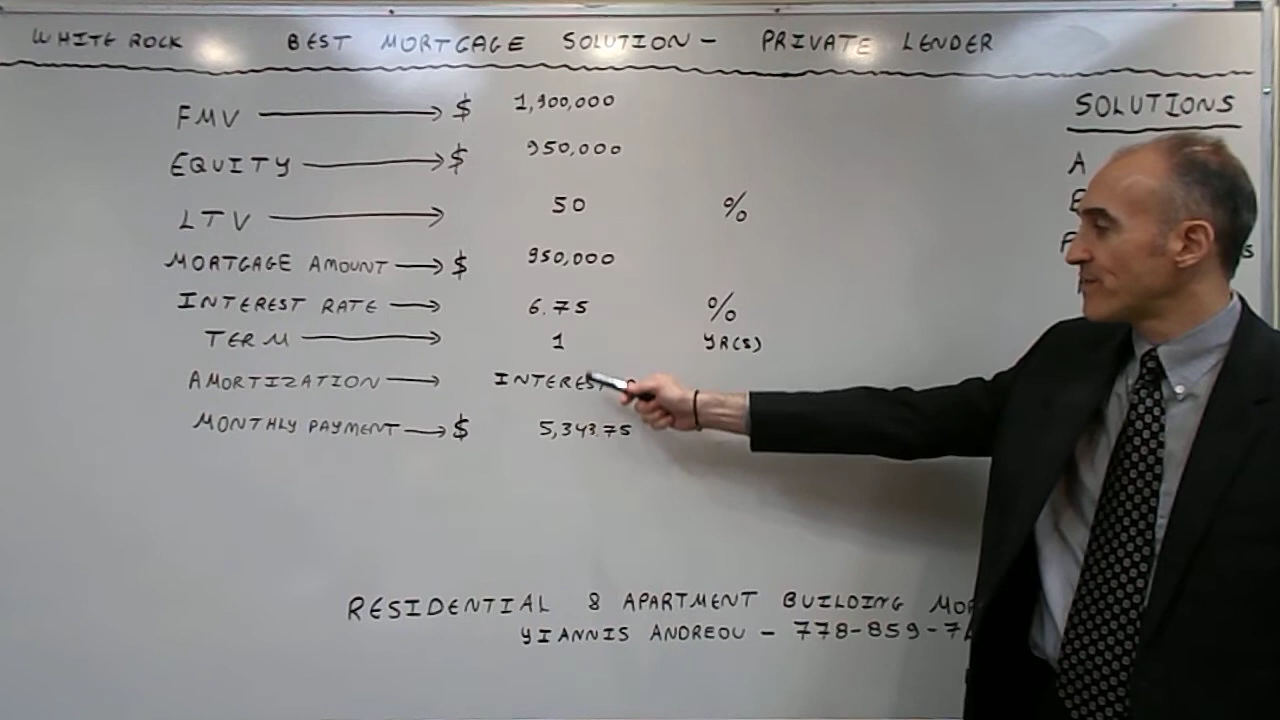 WHITE ROCK BEST MORTGAGE SOLUTION - PRIVATE LENDER
FMV → $ 1,900,000
EQUITY → $ 950,000
LTV → 50 %
MORTGAGE AMOUNT → $ 950,000
INTEREST RATE → 6.75 %
TERM → 1 YR(S)
AMORTIZATION → INTEREST
MONTHLY PAYMENT → $ 5,343.75
SOLUTIONS
A
RESIDENTIAL & APARTMENT BUILDING
YIANNIS ANDREOU - 778-859-7